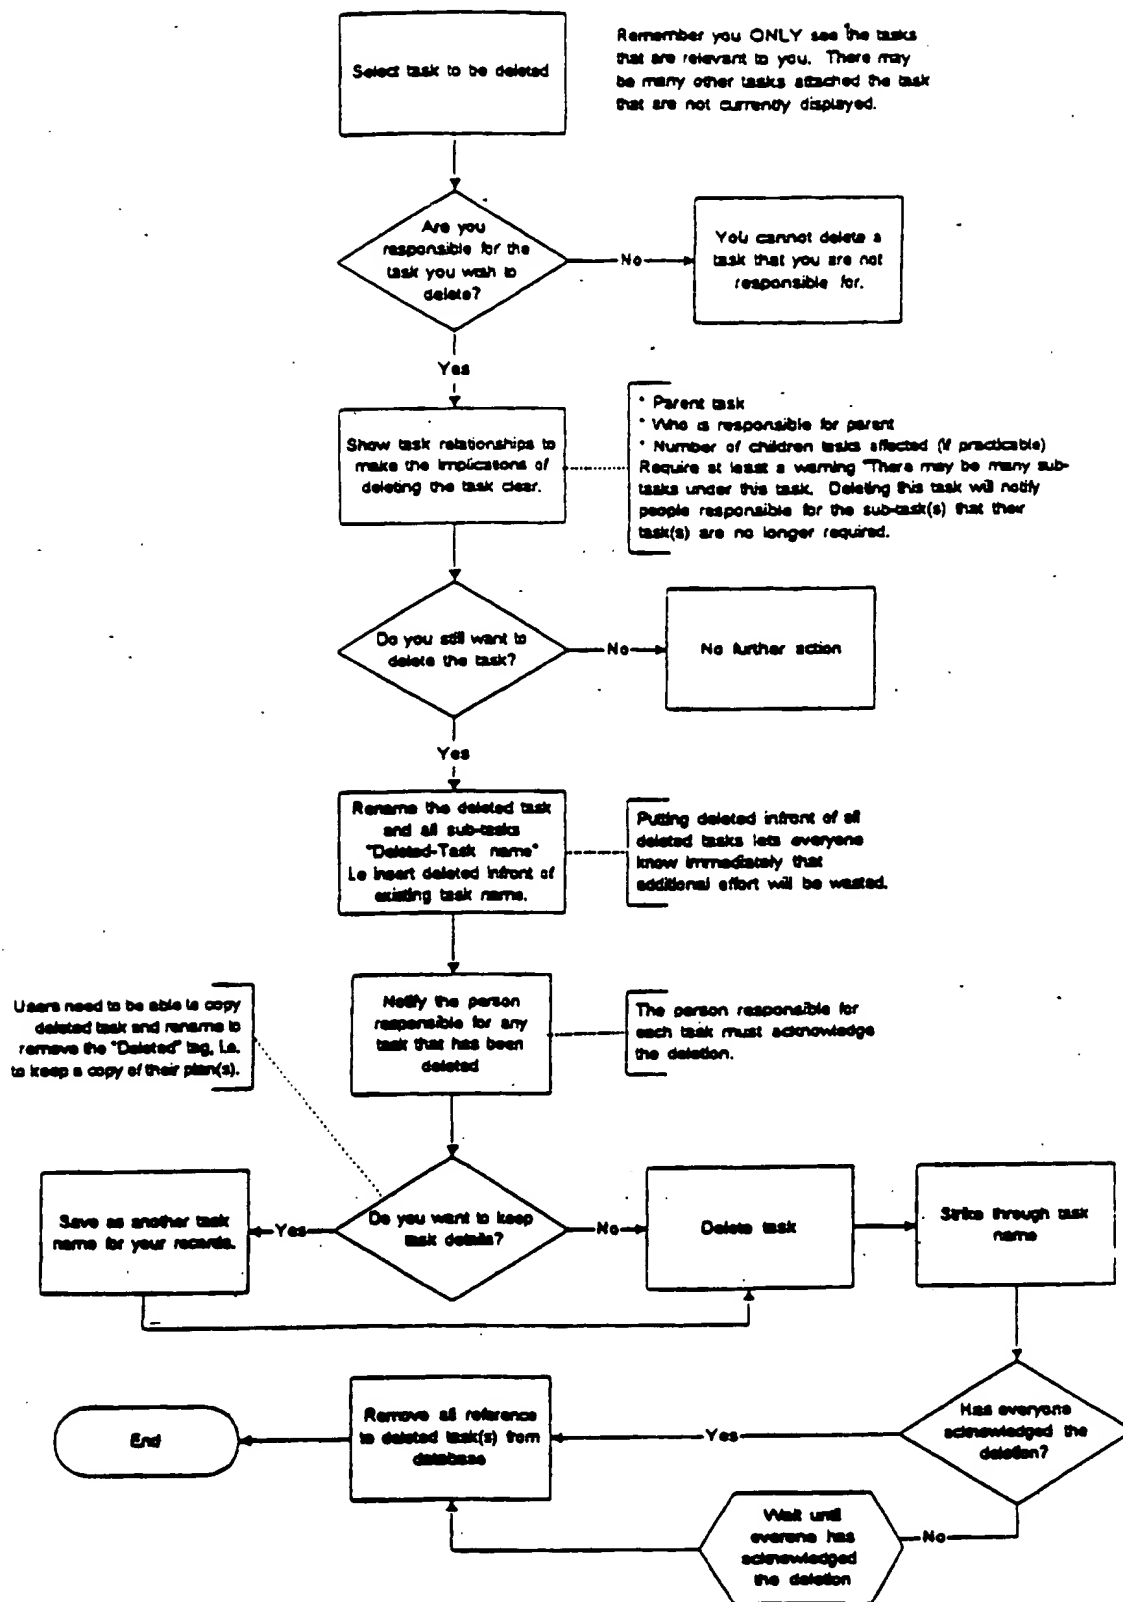 Select task to be deleted
Remember you ONLY see the tasks
that are relevant to you. There may
be many other tasks attached the task
that are not currently displayed.
Are you
responsible for the
task you wish to
delete?
No
You cannot delete a
task that you are not
responsible for.
Yes
Show task relationships to
make the implications of
deleting the task clear.
* Parent task
* Who is responsible for parent
* Number of children tasks affected (if practicable)
Require at least a warning "There may be many sub-
tasks under this task. Deleting this task will notify
people responsible for the sub-task(s) that their
task(s) are no longer required.
Do you still want to
delete the task?
No
No further action
Yes
Rename the deleted task
and all sub-tasks
"Deleted-Task name"
i.e insert deleted infront of
existing task name.
Putting deleted infront of all
deleted tasks lets everyone
know immediately that
additional effort will be wasted.
Users need to be able to copy
deleted task and rename to
remove the "Deleted" tag, i.e.
to keep a copy of their plan(s).
Notify the person
responsible for any
task that has been
deleted
The person responsible for
each task must acknowledge
the deletion.
Save as another task
name for your records.
Yes
Do you want to keep
task details?
No
Delete task
Strike through task
name
End
Remove all reference
to deleted task(s) from
database
Yes
Has everyone
acknowledged the
deletion?
Wait until
everone has
acknowledged
the deletion
No